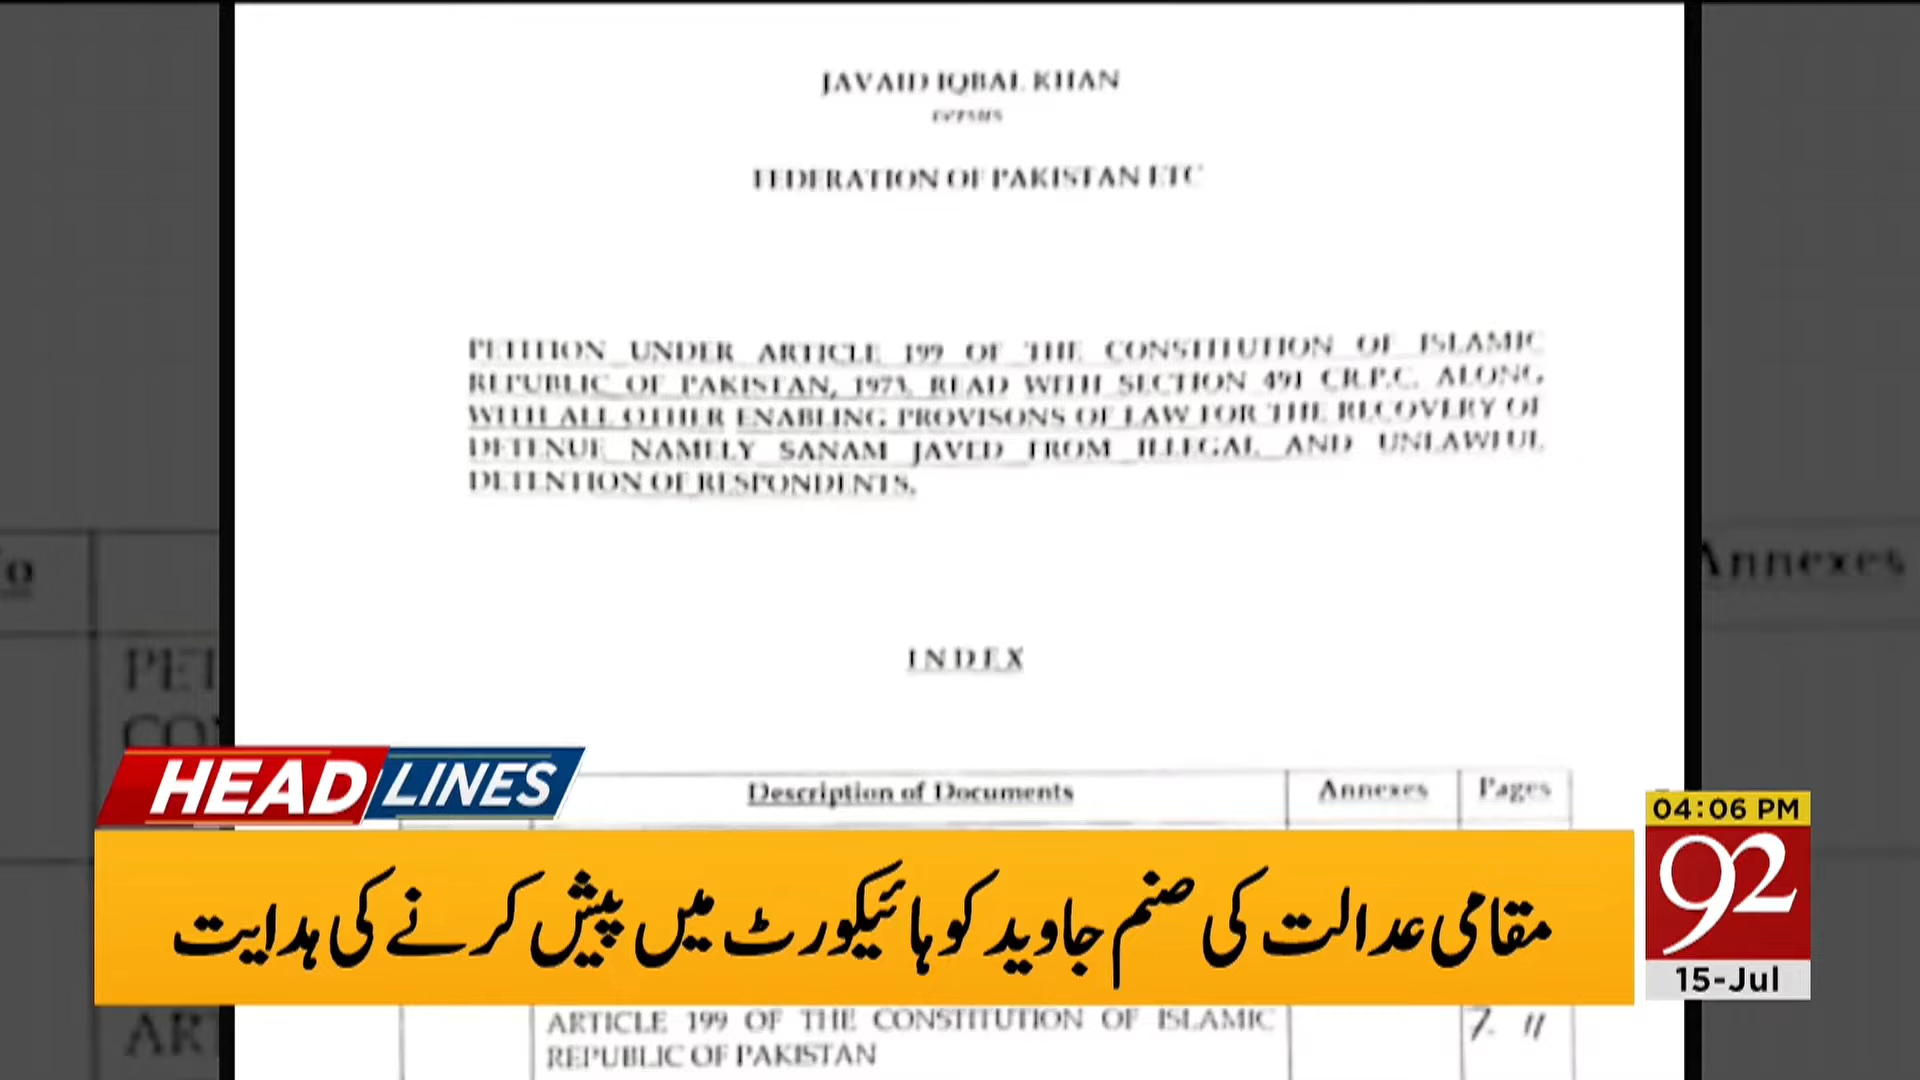 JAVAID IQBAL KHAN
versus
FEDERATION OF PAKISTAN ETC
PETITION UNDER ARTICLE 199 OF THE CONSTITUTION OF ISLAMIC
REPUBLIC OF PAKISTAN, 1973, READ WITH SECTION 491 CR.P.C. ALONG
WITH ALL OTHER ENABLING PROVISONS OF LAW FOR THE RECOVERY OF
DETENUE NAMELY SANAM JAVED FROM ILLEGAL AND UNLAWFUL
DETENTION OF RESPONDENTS.
Annexes
INDEX
PET
CON
HEADLINES
Description of Documents Annexes Pages
04:06 PM
92
15-Jul
مقامی عدالت کی صنم جاوید کو ہائیکورٹ میں پیش کرنے کی ہدایت
ART
ARTICLE 199 OF THE CONSTITUTION OF ISLAMIC
REPUBLIC OF PAKISTAN